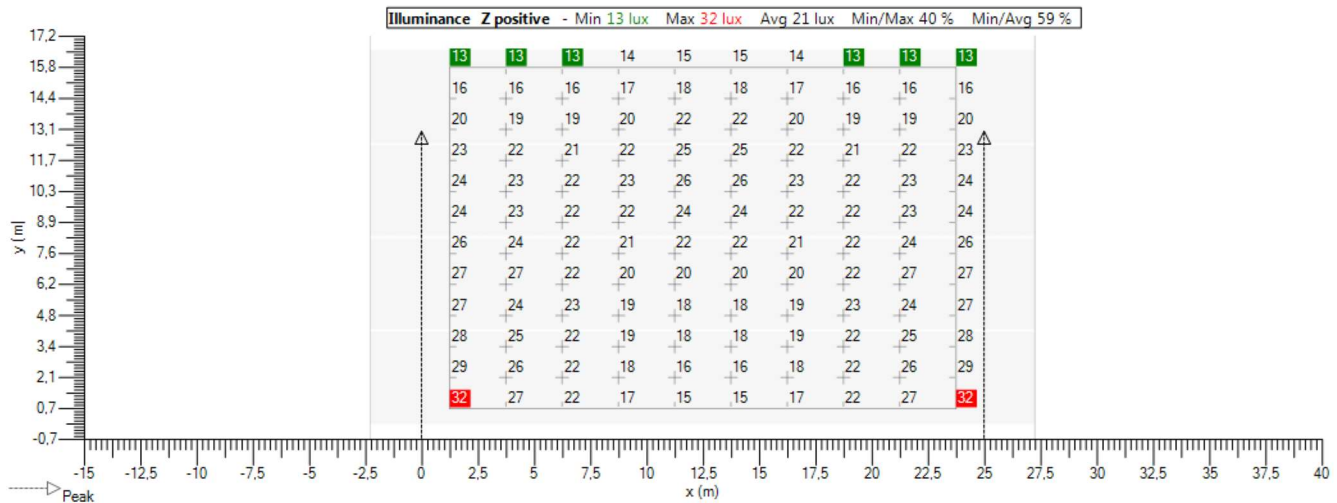 Illuminance Z positive - Min 13 lux Max 32 lux Avg 21 lux Min/Max 40 % Min/Avg 59 %
17,2
13 13 13 14 15 15 14 13 13 13
15,8
16 16 16 17 18 18 17 16 16 16
14,4
20 19 19 20 22 22 20 19 19 20
13,1
23 22 21 22 25 25 22 21 22 23
11,7
24 23 22 23 26 26 23 22 23 24
10,3
24 23 22 22 24 24 22 22 23 24
8,9
26 24 22 21 22 22 21 22 24 26
7,6
27 27 22 20 20 20 20 22 27 27
6,2
27 24 23 19 18 18 19 23 24 27
4,8
28 25 22 19 18 18 19 22 25 28
3,4
29 26 22 18 16 16 18 22 26 29
2,1
32 27 22 17 15 15 17 22 27 32
0,7
-0,7
y (m)
-15 -12,5 -10 -7,5 -5 -2,5 0 2,5 5 7,5 10 12,5 15 17,5 20 22,5 25 27,5 30 32,5 35 37,5 40
x (m)
Peak